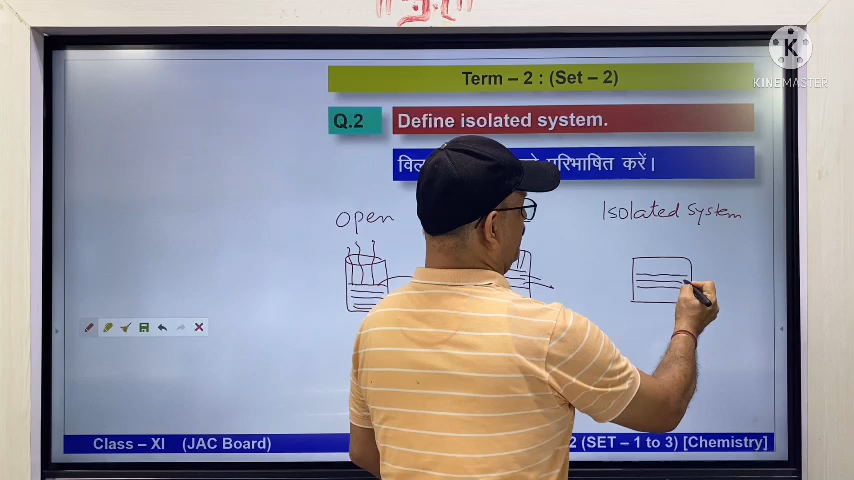 KINEMASTER
Term – 2 : (Set – 2)
Q.2 Define isolated system.
परिभाषित करें।
open
Isolated system
Class – XI (JAC Board)
2 (SET – 1 to 3) [Chemistry]